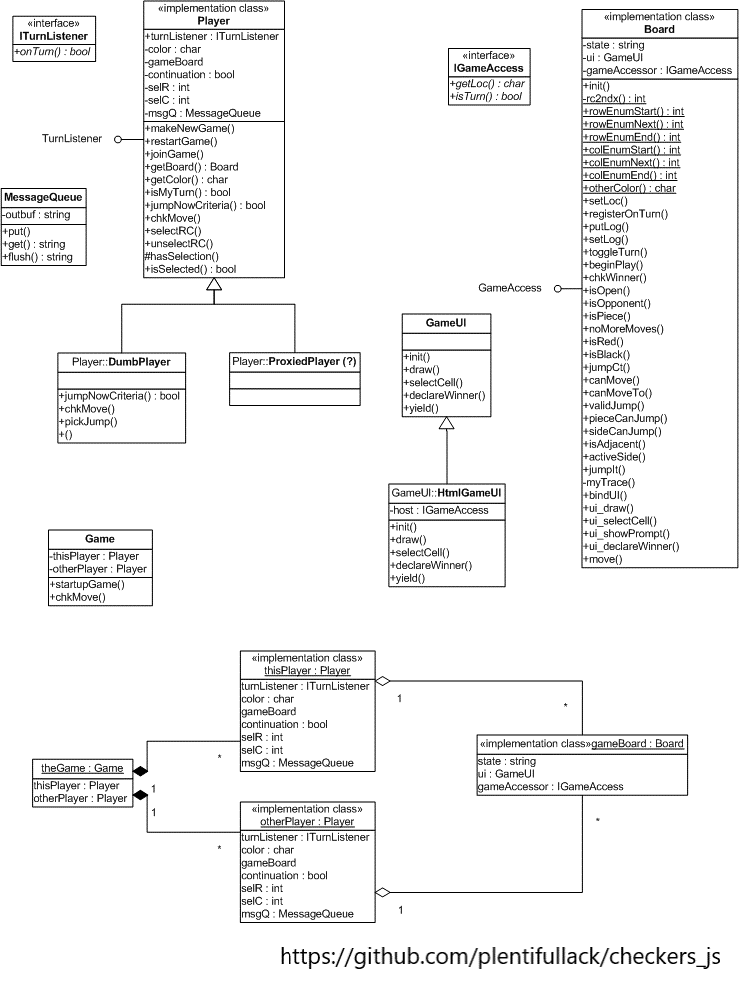 «interface»
ITurnListener
+onTurn() : bool
«implementation class»
Player
+turnListener : ITurnListener
-color : char
-gameBoard
-continuation : bool
-selR : int
-selC : int
-msgQ : MessageQueue
+makeNewGame()
+restartGame()
+joinGame()
+getBoard() : Board
+getColor() : char
+isMyTurn() : bool
+jumpNowCriteria() : bool
+chkMove()
+selectRC()
+unselectRC()
#hasSelection()
+isSelected() : bool
TurnListener
MessageQueue
-outbuf : string
+put()
+get() : string
+flush() : string
«interface»
IGameAccess
+getLoc() : char
+isTurn() : bool
«implementation class»
Board
-state : string
-ui : GameUI
-gameAccessor : IGameAccess
+init()
-rc2ndx() : int
+rowEnumStart() : int
+rowEnumNext() : int
+rowEnumEnd() : int
+colEnumStart() : int
+colEnumNext() : int
+colEnumEnd() : int
+otherColor() : char
+setLoc()
+registerOnTurn()
+putLog()
+setLog()
+toggleTurn()
+beginPlay()
+chkWinner()
+isOpen()
+isOpponent()
+isPiece()
+noMoreMoves()
+isRed()
+isBlack()
+jumpCt()
+canMove()
+canMoveTo()
+validJump()
+pieceCanJump()
+sideCanJump()
+isAdjacent()
+activeSide()
+jumpIt()
-myTrace()
+bindUI()
+ui_draw()
+ui_selectCell()
+ui_showPrompt()
+ui_declareWinner()
+move()
GameAccess
Player::DumbPlayer
+jumpNowCriteria() : bool
+chkMove()
+pickJump()
+()
Player::ProxiedPlayer (?)
GameUI
+init()
+draw()
+selectCell()
+declareWinner()
+yield()
GameUI::HtmlGameUI
-host : IGameAccess
+init()
+draw()
+selectCell()
+declareWinner()
+yield()
Game
-thisPlayer : Player
-otherPlayer : Player
+startupGame()
+chkMove()
«implementation class»
thisPlayer : Player
turnListener : ITurnListener
color : char
gameBoard
continuation : bool
selR : int
selC : int
msgQ : MessageQueue
1
*
«implementation class»gameBoard : Board
state : string
ui : GameUI
gameAccessor : IGameAccess
*
theGame : Game
thisPlayer : Player
otherPlayer : Player
*
1
1
*
«implementation class»
otherPlayer : Player
turnListener : ITurnListener
color : char
gameBoard
continuation : bool
selR : int
selC : int
msgQ : MessageQueue
1
https://github.com/plentifullack/checkers_js